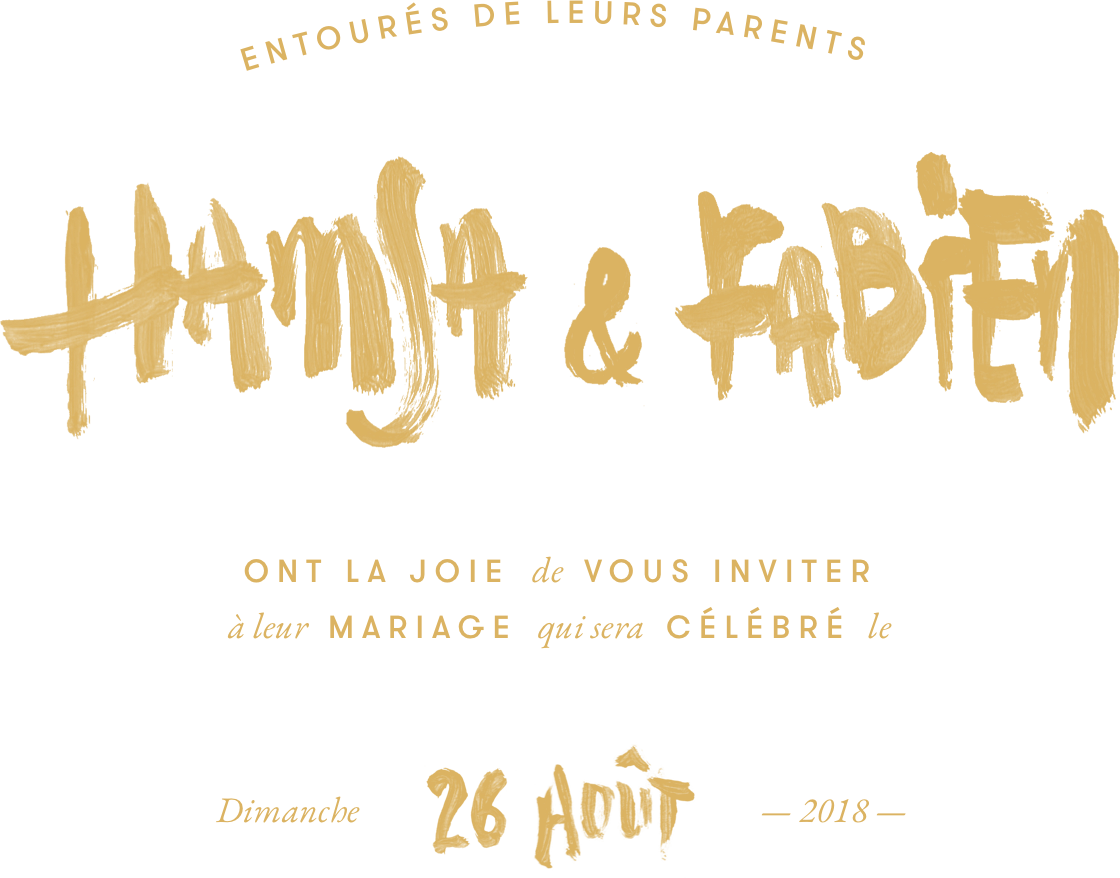 ENTOURÉS DE LEURS PARENTS
HAMSA & FABIEN
ONT LA JOIE de VOUS INVITER
à leur MARIAGE qui sera CÉLÉBRÉ le
Dimanche 26 AOÛT — 2018 —